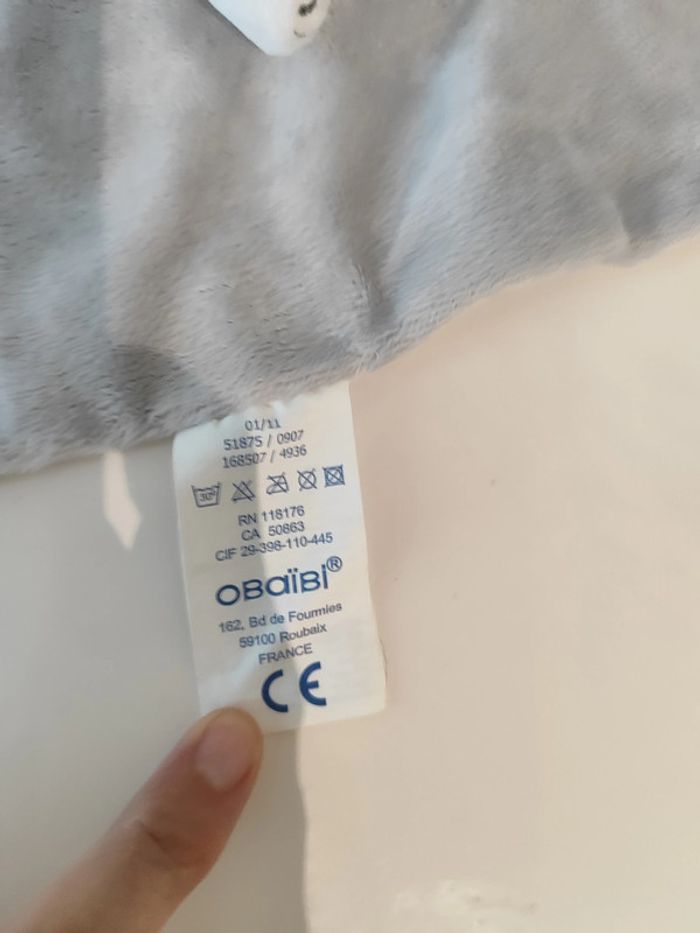 01/11
51875 / 0907
168507 / 4936
30°
RN 118176
CA 50863
CIF 29-398-110-445
OBaïBi®
162, Bd de Fourmies
59100 Roubaix
FRANCE
CE